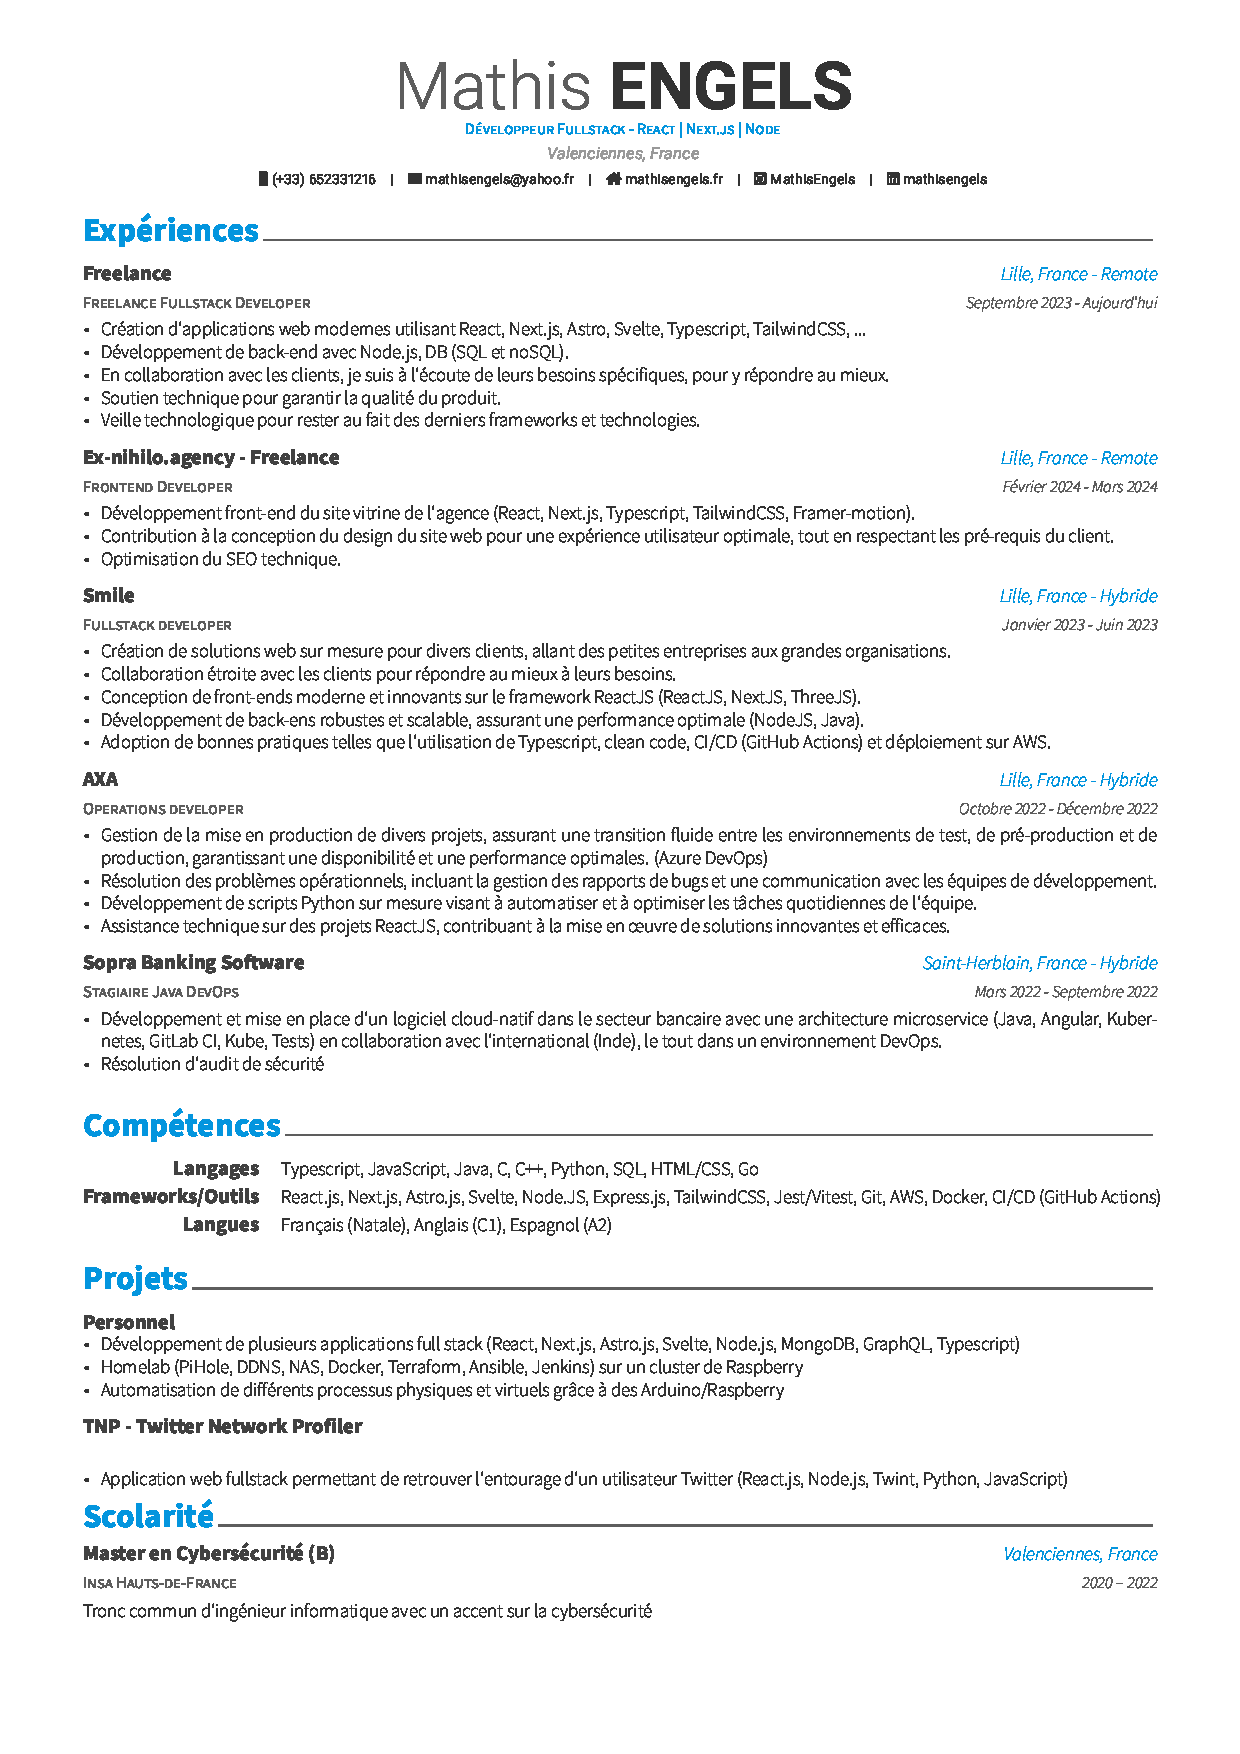 Mathis ENGELS
Développeur Fullstack - React | Next.js | Node
Valenciennes, France
(+33) 652331216 | mathisengels@yahoo.fr | mathisengels.fr | MathisEngels | mathisengels
Expériences
Freelance Lille, France - Remote
Freelance Fullstack Developer Septembre 2023 - Aujourd'hui
• Création d'applications web modernes utilisant React, Next.js, Astro, Svelte, Typescript, TailwindCSS, ...
• Développement de back-end avec Node.js, DB (SQL et noSQL).
• En collaboration avec les clients, je suis à l'écoute de leurs besoins spécifiques, pour y répondre au mieux.
• Soutien technique pour garantir la qualité du produit.
• Veille technologique pour rester au fait des derniers frameworks et technologies.
Ex-nihilo.agency - Freelance Lille, France - Remote
Frontend Developer Février 2024 - Mars 2024
• Développement front-end du site vitrine de l'agence (React, Next.js, Typescript, TailwindCSS, Framer-motion).
• Contribution à la conception du design du site web pour une expérience utilisateur optimale, tout en respectant les pré-requis du client.
• Optimisation du SEO technique.
Smile Lille, France - Hybride
Fullstack developer Janvier 2023 - Juin 2023
• Création de solutions web sur mesure pour divers clients, allant des petites entreprises aux grandes organisations.
• Collaboration étroite avec les clients pour répondre au mieux à leurs besoins.
• Conception de front-ends moderne et innovants sur le framework ReactJS (ReactJS, NextJS, ThreeJS).
• Développement de back-ens robustes et scalable, assurant une performance optimale (NodeJS, Java).
• Adoption de bonnes pratiques telles que l'utilisation de Typescript, clean code, CI/CD (GitHub Actions) et déploiement sur AWS.
AXA Lille, France - Hybride
Operations developer Octobre 2022 - Décembre 2022
• Gestion de la mise en production de divers projets, assurant une transition fluide entre les environnements de test, de pré-production et de
production, garantissant une disponibilité et une performance optimales. (Azure DevOps)
• Résolution des problèmes opérationnels, incluant la gestion des rapports de bugs et une communication avec les équipes de développement.
• Développement de scripts Python sur mesure visant à automatiser et à optimiser les tâches quotidiennes de l'équipe.
• Assistance technique sur des projets ReactJS, contribuant à la mise en œuvre de solutions innovantes et efficaces.
Sopra Banking Software Saint-Herblain, France - Hybride
Stagiaire Java DevOps Mars 2022 - Septembre 2022
• Développement et mise en place d'un logiciel cloud-natif dans le secteur bancaire avec une architecture microservice (Java, Angular, Kuber-
netes, GitLab CI, Kube, Tests) en collaboration avec l'international (Inde), le tout dans un environnement DevOps.
• Résolution d'audit de sécurité
Compétences
Langages Typescript, JavaScript, Java, C, C++, Python, SQL, HTML/CSS, Go
Frameworks/Outils React.js, Next.js, Astro.js, Svelte, Node.JS, Express.js, TailwindCSS, Jest/Vitest, Git, AWS, Docker, CI/CD (GitHub Actions)
Langues Français (Natale), Anglais (C1), Espagnol (A2)
Projets
Personnel
• Développement de plusieurs applications full stack (React, Next.js, Astro.js, Svelte, Node.js, MongoDB, GraphQL, Typescript)
• Homelab (PiHole, DDNS, NAS, Docker, Terraform, Ansible, Jenkins) sur un cluster de Raspberry
• Automatisation de différents processus physiques et virtuels grâce à des Arduino/Raspberry
TNP - Twitter Network Profiler
• Application web fullstack permettant de retrouver l'entourage d'un utilisateur Twitter (React.js, Node.js, Twint, Python, JavaScript)
Scolarité
Master en Cybersécurité (B) Valenciennes, France
Insa Hauts-de-France 2020 – 2022
Tronc commun d'ingénieur informatique avec un accent sur la cybersécurité